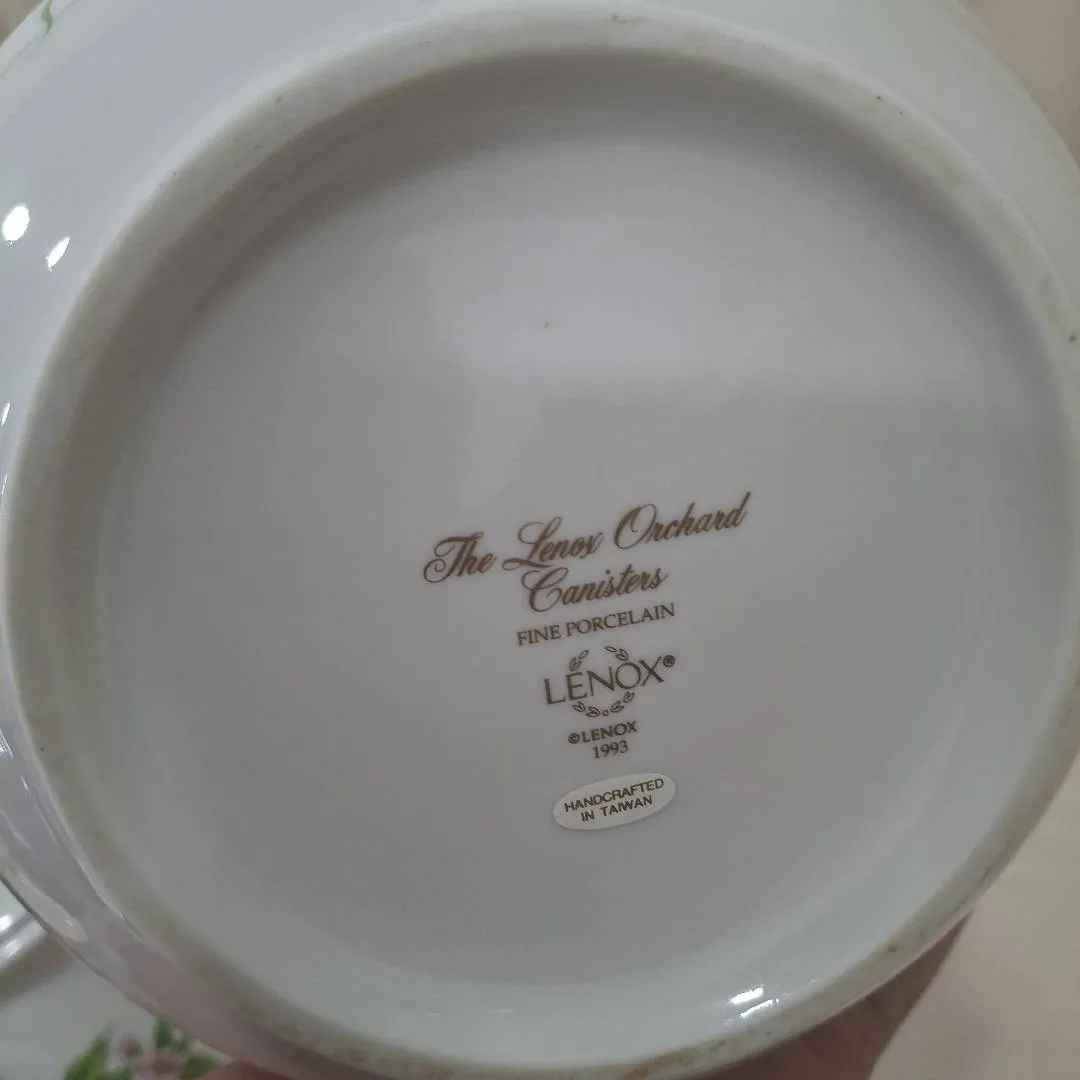 The Lenox Orchard
Canisters
FINE PORCELAIN
LENOX®
©LENOX
1993
HANDCRAFTED
IN TAIWAN